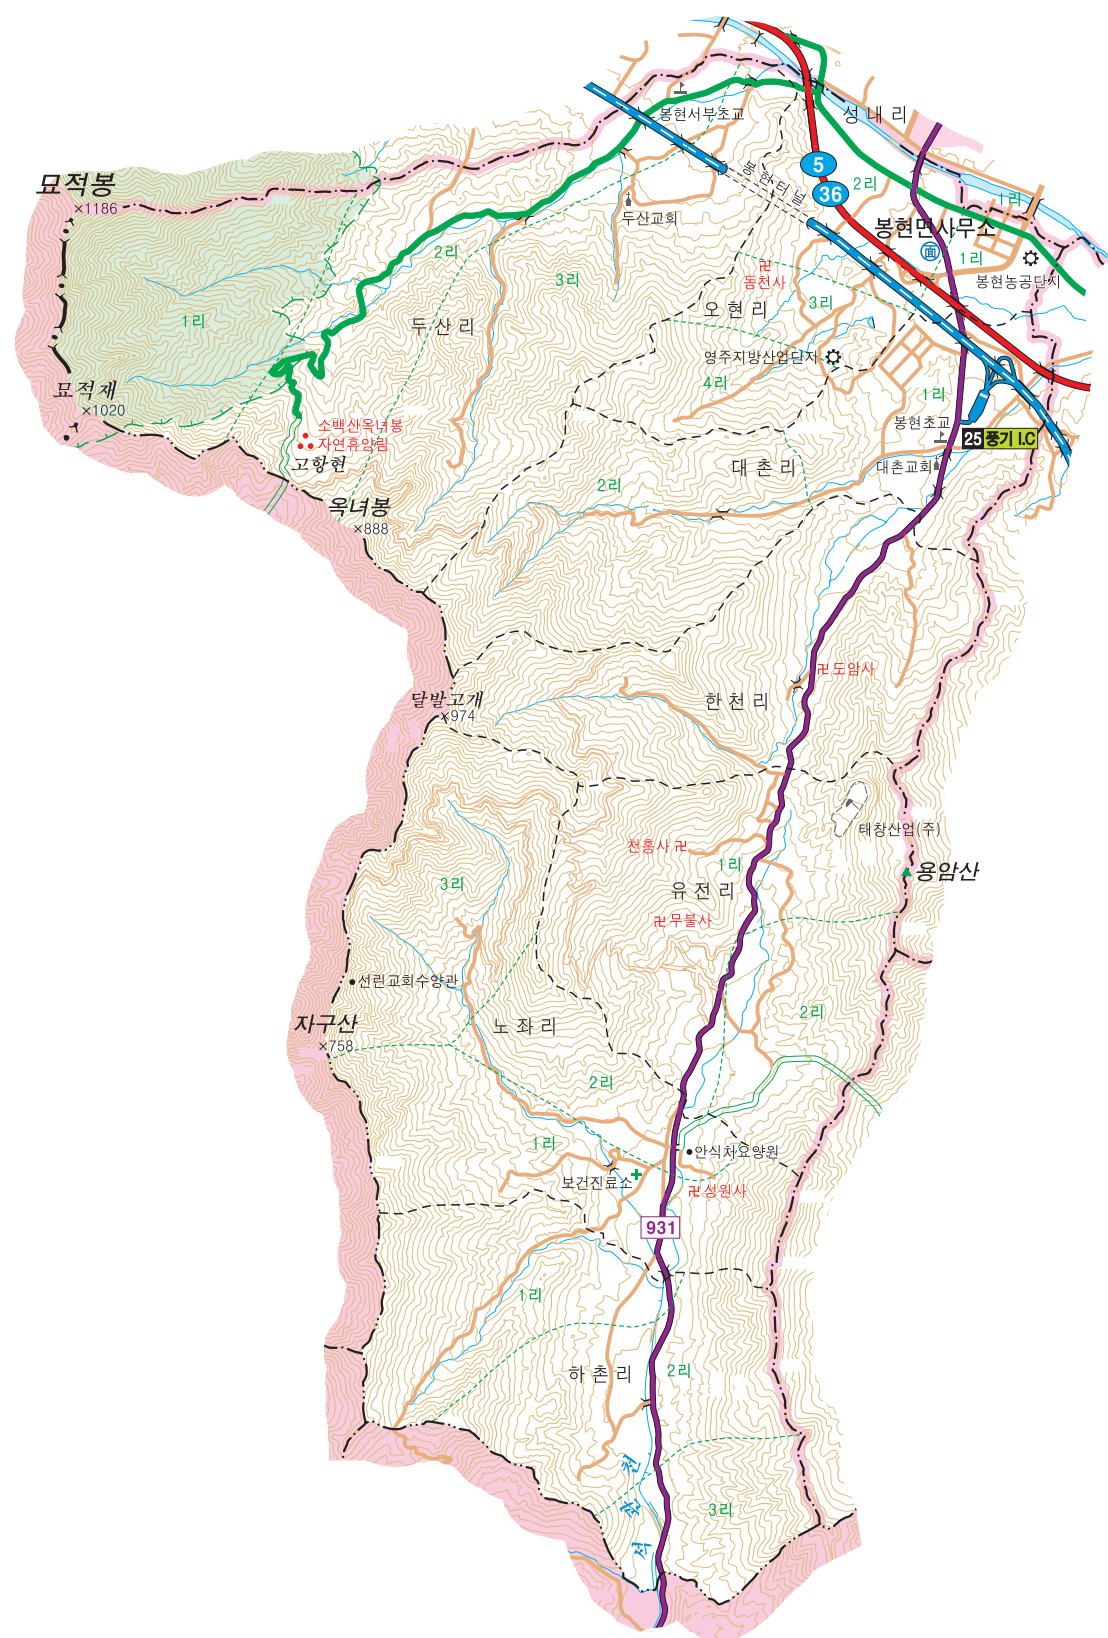 봉현서부초교
성내리
5
묘적봉
×1186
봉현터널
2리
36
1리
두산교회
봉현면사무소
面
2리
1리
3리
동천사
봉현농공단지
3리
오현리
1리
두산리
영주지방산업단지
4리
묘적재
×1020
1리
소백산옥녀봉
자연휴양림
봉현초교
25 풍기 I.C
고항현
대촌리
대촌교회
2리
옥녀봉
×888
도암사
달발고개
×974
한천리
태창산업(주)
천흥사
1리
용암산
3리
유전리
무불사
선린교회수양관
2리
자구산
노좌리
×758
2리
1리
안식처요양원
보건진료소
성원사
931
1리
하촌리
2리
석관천
3리